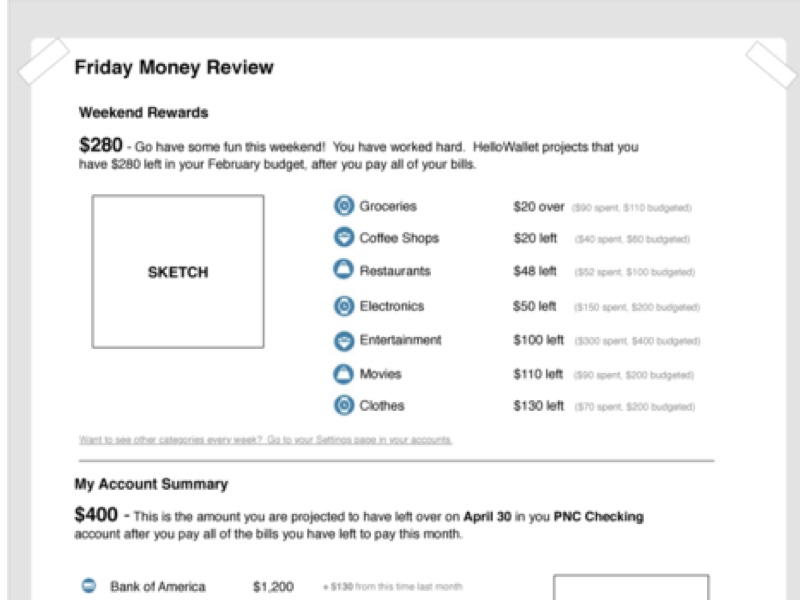 Friday Money Review
Weekend Rewards
$280 - Go have some fun this weekend!  You have worked hard.  HelloWallet projects that you
have $280 left in your February budget, after you pay all of your bills.
SKETCH
Groceries $20 over ($90 spent, $110 budgeted)
Coffee Shops $20 left ($40 spent, $60 budgeted)
Restaurants $48 left ($52 spent, $100 budgeted)
Electronics $50 left ($150 spent, $200 budgeted)
Entertainment $100 left ($300 spent, $400 budgeted)
Movies $110 left ($90 spent, $200 budgeted)
Clothes $130 left ($70 spent, $200 budgeted)
Want to see other categories every week?  Go to your Settings page in your accounts.
My Account Summary
$400 - This is the amount you are projected to have left over on April 30 in you PNC Checking
account after you pay all of the bills you have left to pay this month.
Bank of America $1,200 + $130 from this time last month